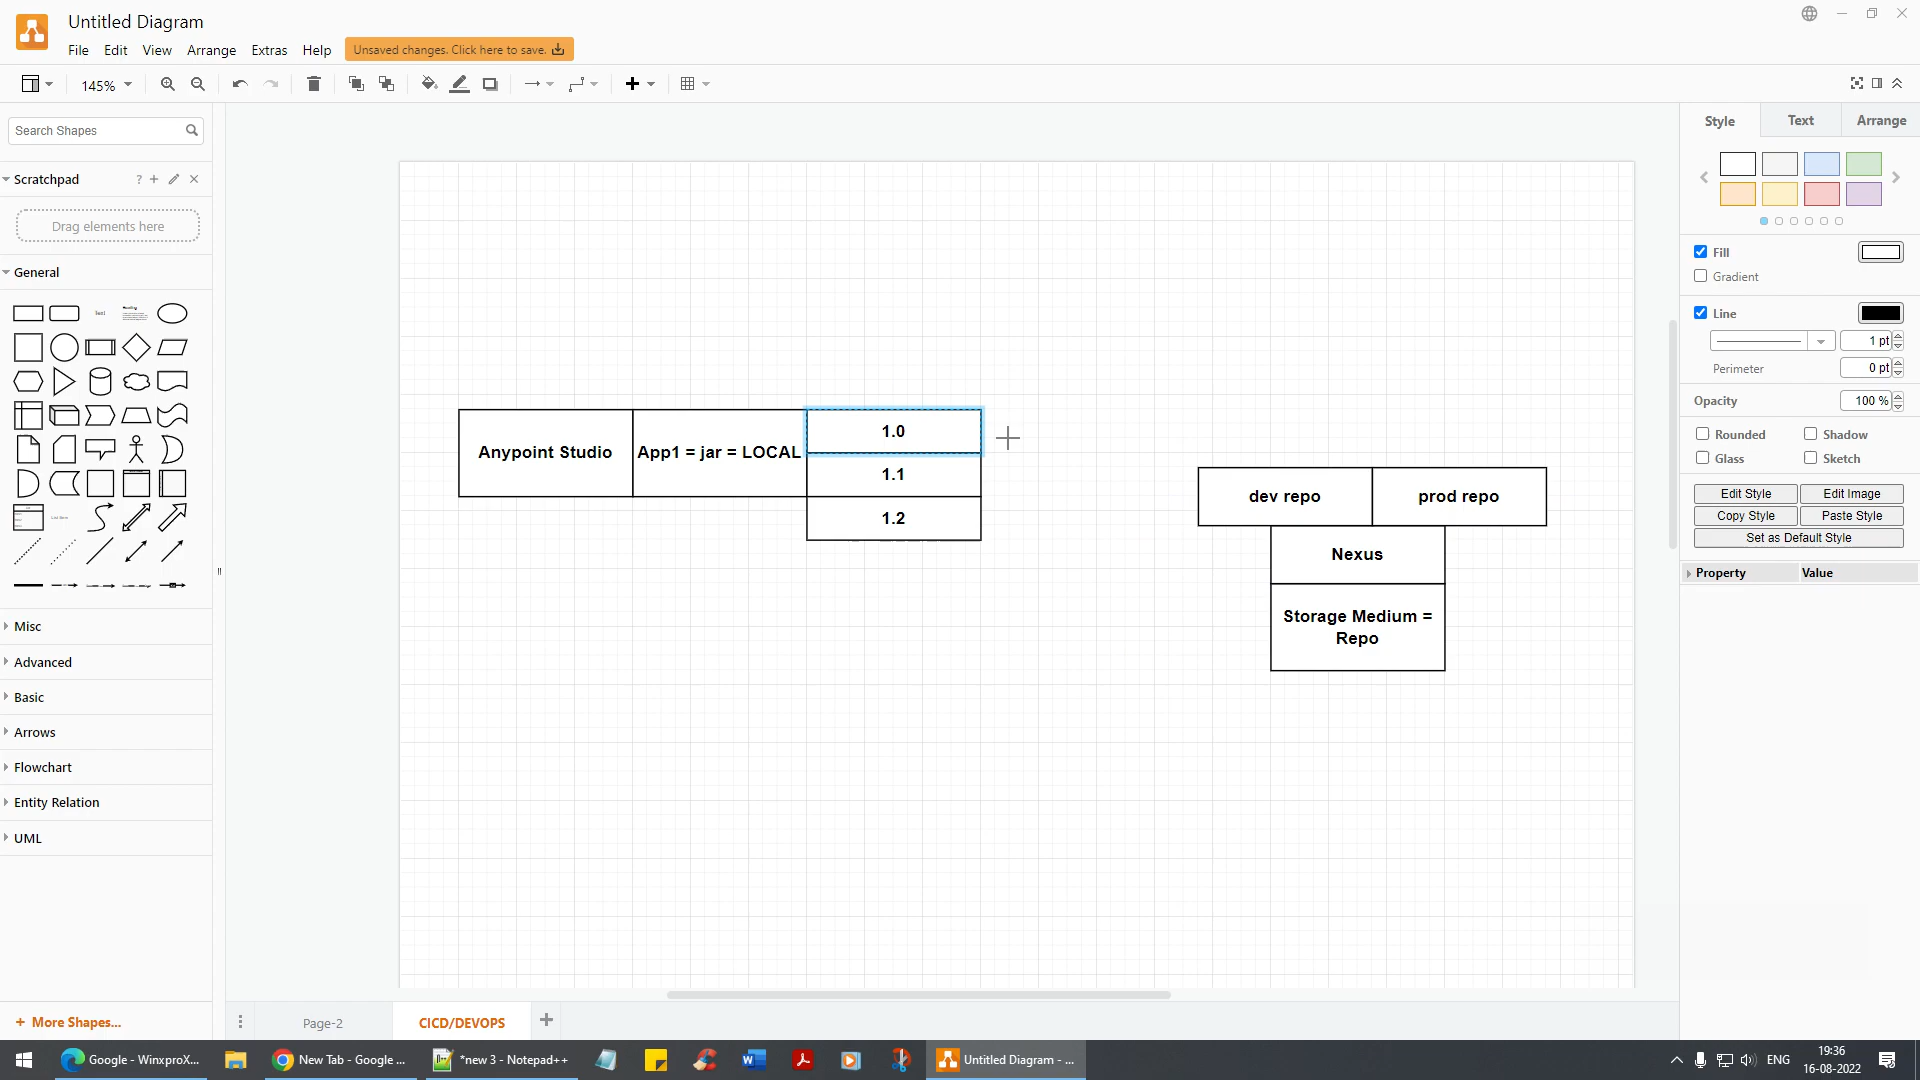 Untitled Diagram
File Edit View Arrange Extras Help Unsaved changes. Click here to save.
145%
Search Shapes
Scratchpad ?
Drag elements here
General
Misc
Advanced
Basic
Arrows
Flowchart
Entity Relation
UML
+ More Shapes...
Anypoint Studio
App1 = jar = LOCAL
1.0
1.1
1.2
dev repo
prod repo
Nexus
Storage Medium =
Repo
Style Text Arrange
Fill
Gradient
Line
1 pt
Perimeter 0 pt
Opacity 100 %
Rounded Shadow
Glass Sketch
Edit Style Edit Image
Copy Style Paste Style
Set as Default Style
Property Value
Page-2 CICD/DEVOPS
Google - WinxproX... New Tab - Google ... *new 3 - Notepad++ Untitled Diagram - ... ENG
19:36
16-08-2022